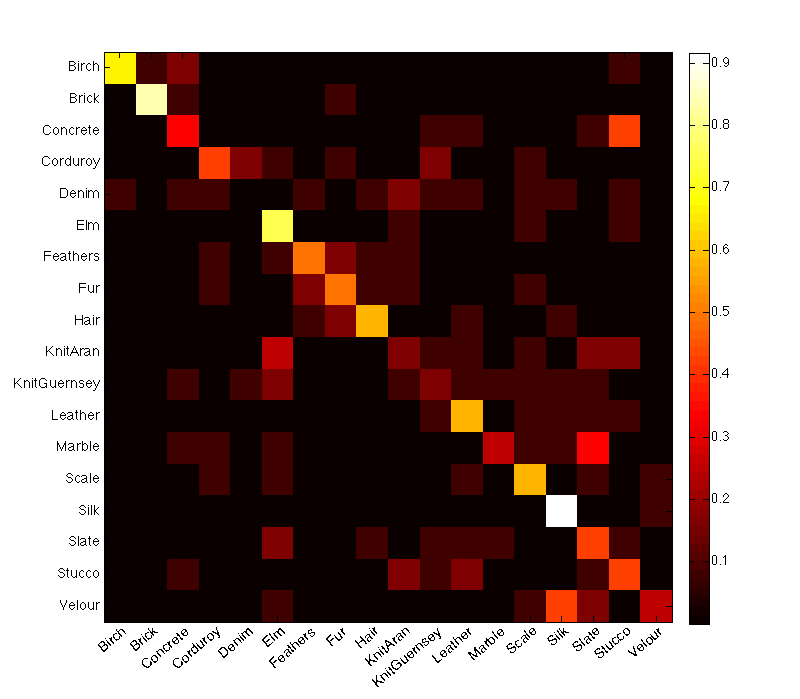 Birch
Brick
Concrete
Corduroy
Denim
Elm
Feathers
Fur
Hair
KnitAran
KnitGuernsey
Leather
Marble
Scale
Silk
Slate
Stucco
Velour
Birch
Brick
Concrete
Corduroy
Denim
Elm
Feathers
Fur
Hair
KnitAran
KnitGuernsey
Leather
Marble
Scale
Silk
Slate
Stucco
Velour
0.9
0.8
0.7
0.6
0.5
0.4
0.3
0.2
0.1